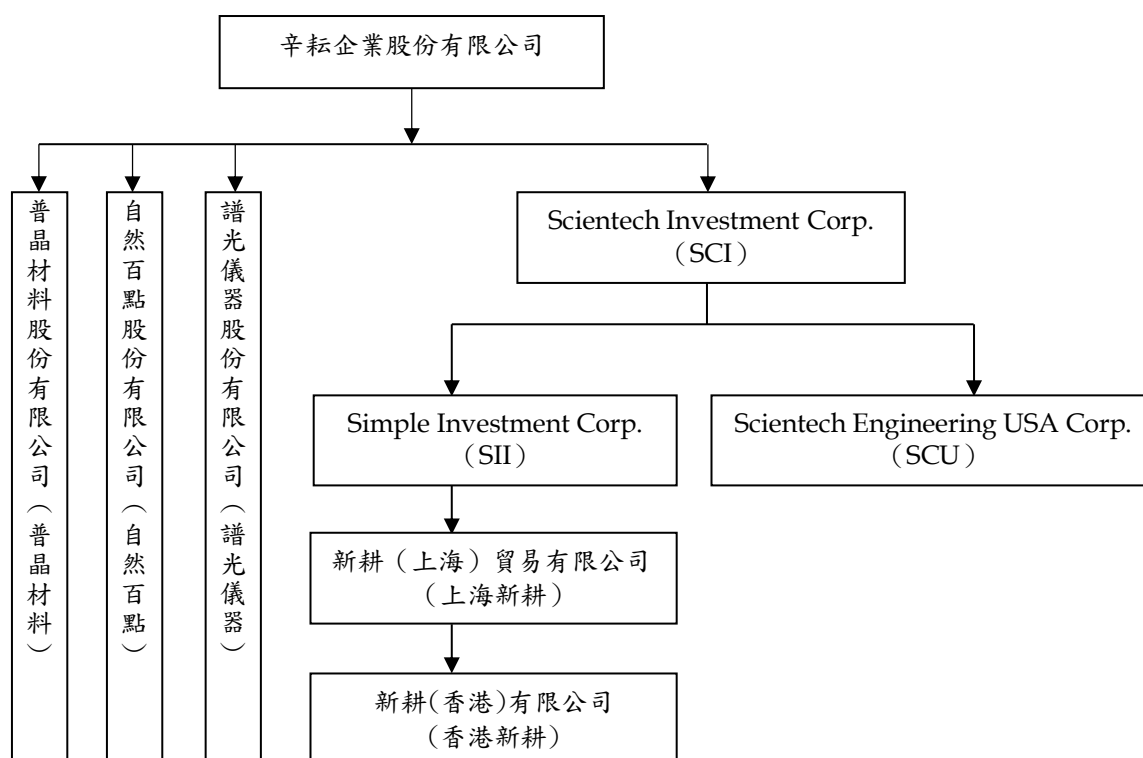 辛耘企業股份有限公司
普晶材料股份有限公司（普晶材料）
自然百點股份有限公司（自然百點）
譜光儀器股份有限公司（譜光儀器）
Scientech Investment Corp.
（SCI）
Simple Investment Corp.
（SII）
Scientech Engineering USA Corp.
（SCU）
新耕（上海）貿易有限公司
（上海新耕）
新耕(香港)有限公司
（香港新耕）